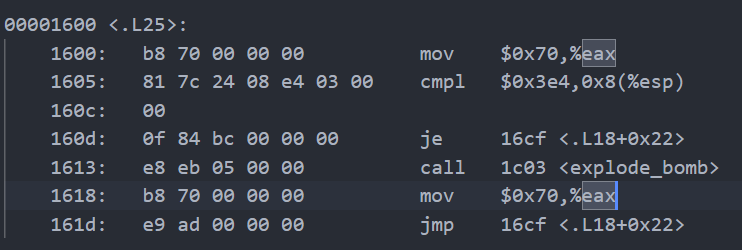 00001600 <.L25>:
1600: b8 70 00 00 00 mov $0x70,%eax
1605: 81 7c 24 08 e4 03 00 cmpl $0x3e4,0x8(%esp)
160c: 00
160d: 0f 84 bc 00 00 00 je 16cf <.L18+0x22>
1613: e8 eb 05 00 00 call 1c03 <explode_bomb>
1618: b8 70 00 00 00 mov $0x70,%eax
161d: e9 ad 00 00 00 jmp 16cf <.L18+0x22>